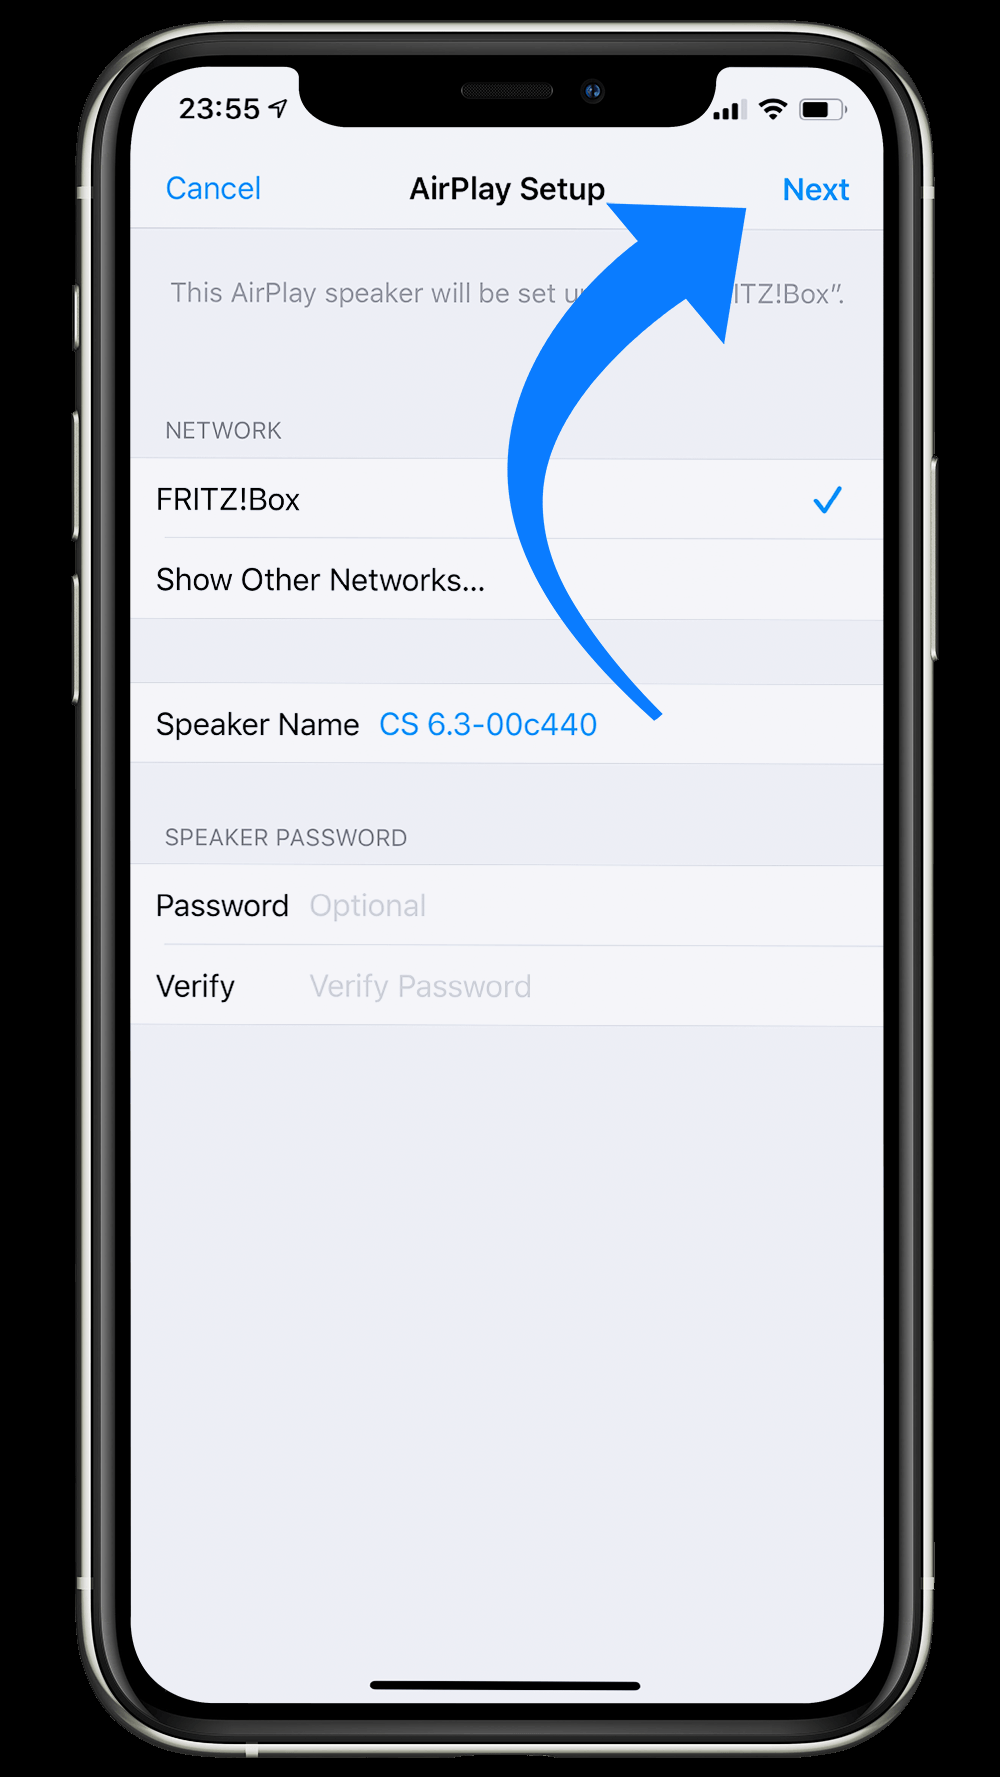 23:55
Cancel AirPlay Setup Next
This AirPlay speaker will be set ITZ!Box”.
NETWORK
FRITZ!Box
Show Other Networks...
Speaker Name CS 6.3-00c440
SPEAKER PASSWORD
Password Optional
Verify Verify Password